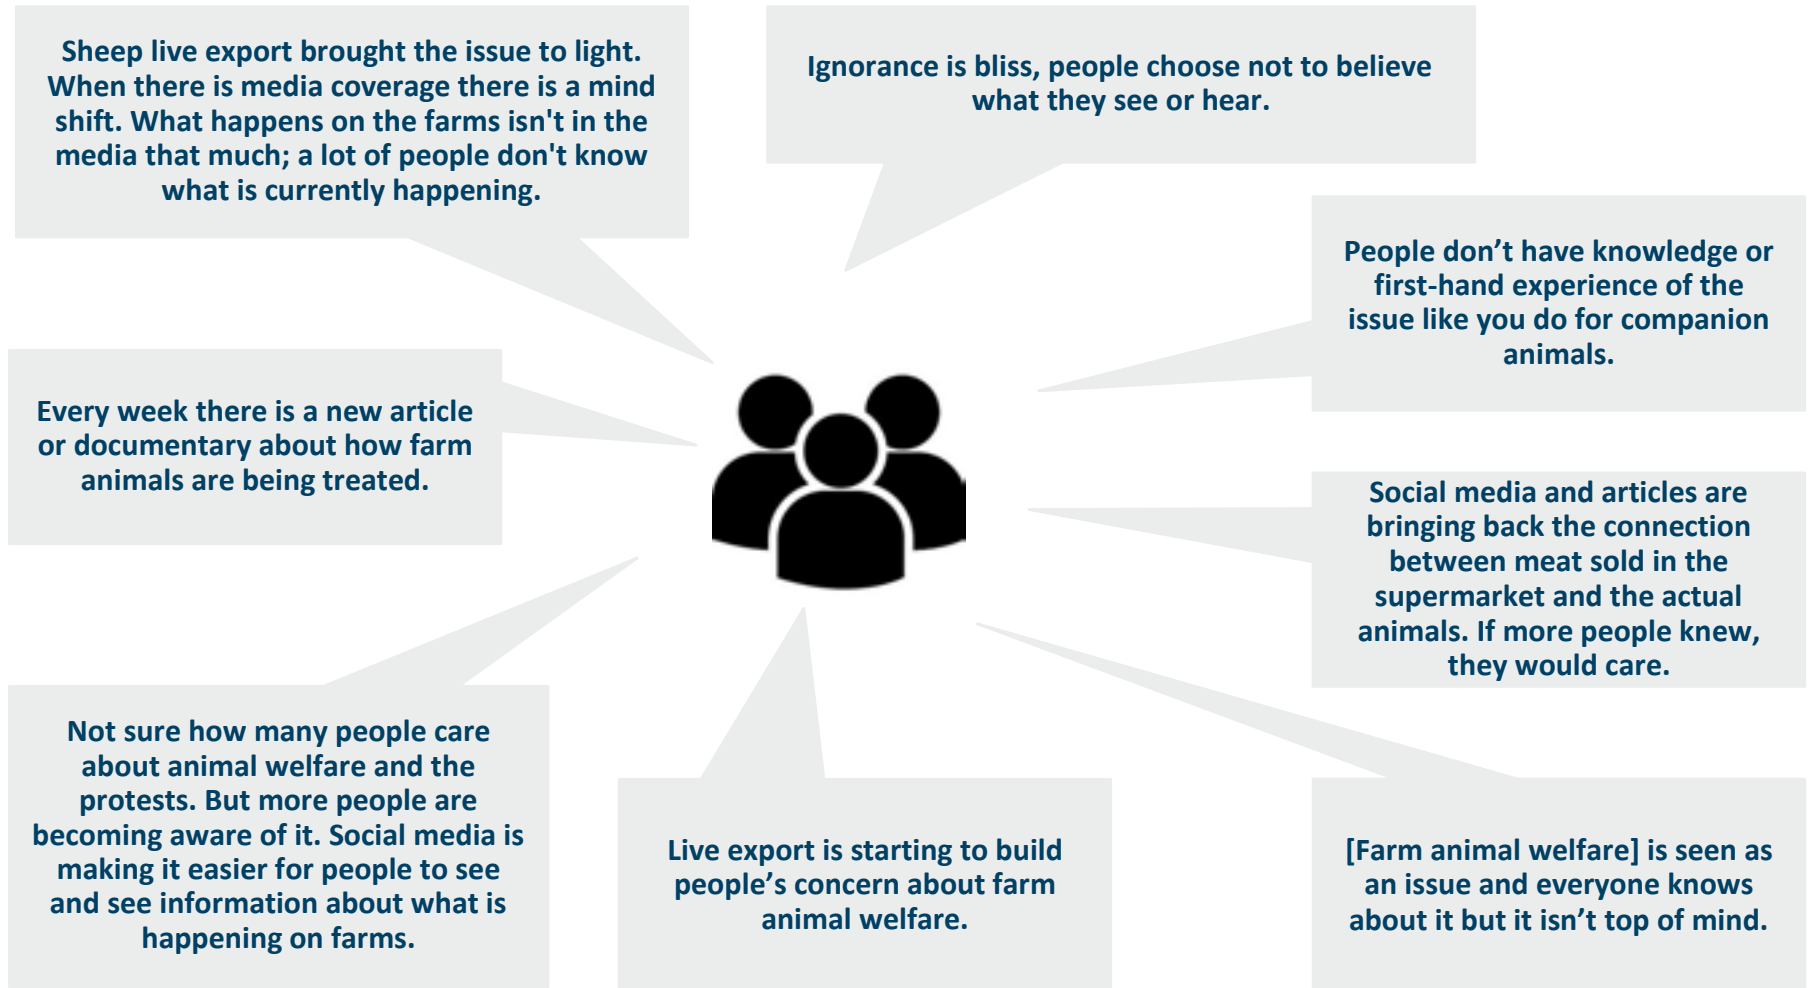 Sheep live export brought the issue to light.
When there is media coverage there is a mind
shift. What happens on the farms isn't in the
media that much; a lot of people don't know
what is currently happening.
Ignorance is bliss, people choose not to believe
what they see or hear.
People don’t have knowledge or
first-hand experience of the
issue like you do for companion
animals.
Every week there is a new article
or documentary about how farm
animals are being treated.
Social media and articles are
bringing back the connection
between meat sold in the
supermarket and the actual
animals. If more people knew,
they would care.
Not sure how many people care
about animal welfare and the
protests. But more people are
becoming aware of it. Social media is
making it easier for people to see
and see information about what is
happening on farms.
Live export is starting to build
people’s concern about farm
animal welfare.
[Farm animal welfare] is seen as
an issue and everyone knows
about it but it isn’t top of mind.